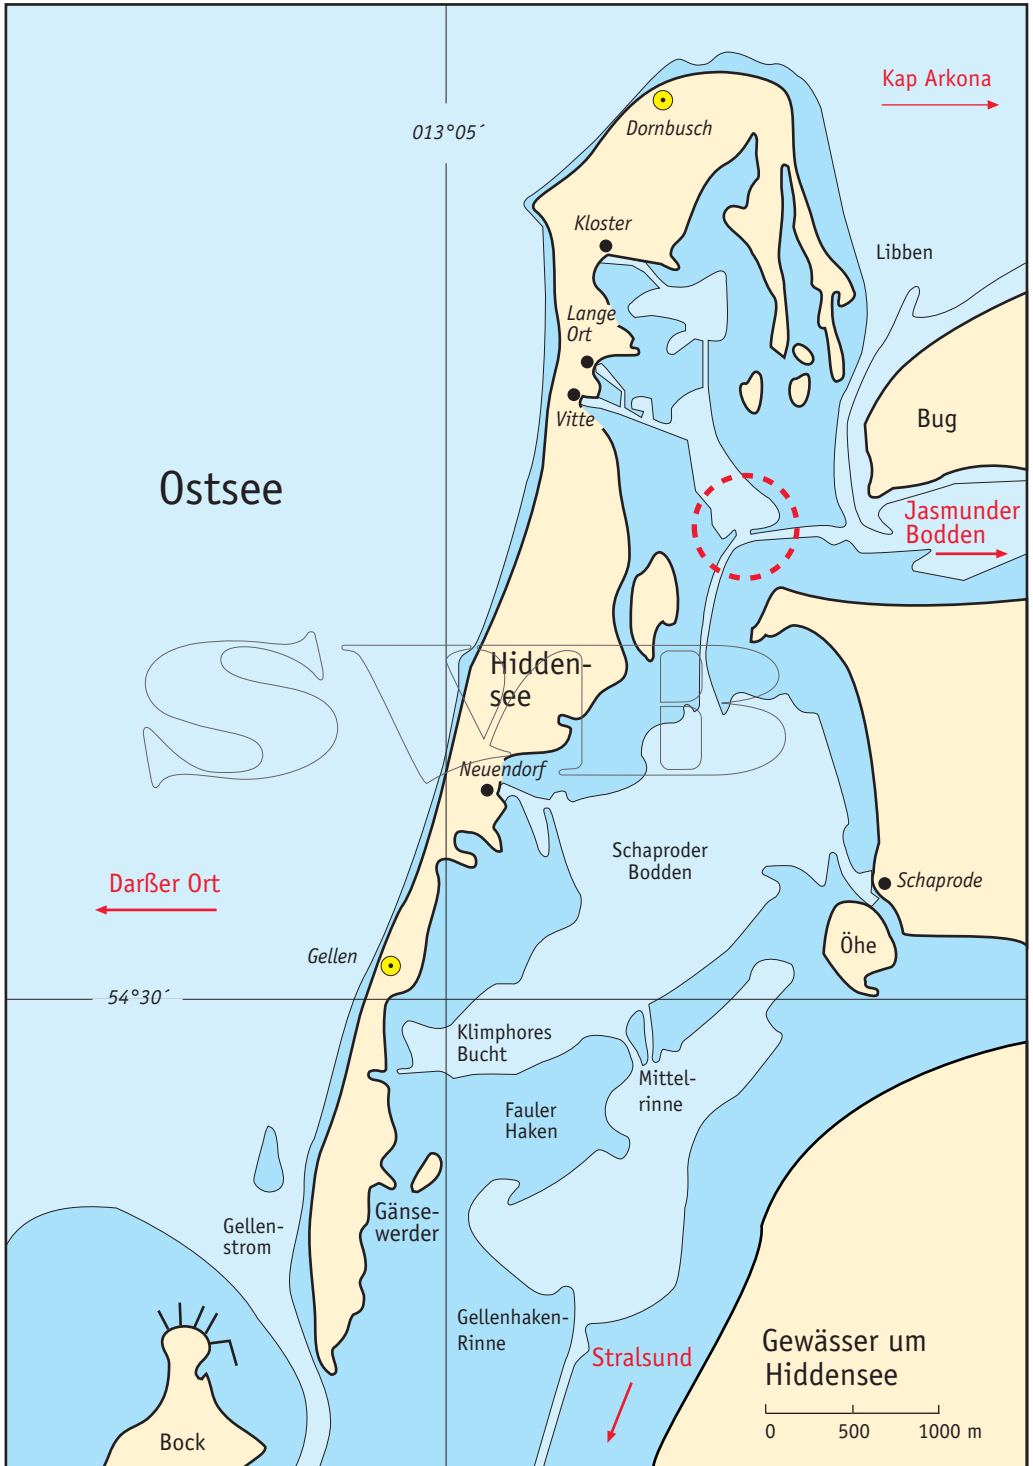 Kap Arkona
013°05´
Dornbusch
Kloster
Libben
Lange
Ort
Vitte
Bug
Ostsee
Jasmunder
Bodden
SVTB
Hidden-
see
Neuendorf
Schaproder
Bodden
Darßer Ort
Schaprode
Öhe
Gellen
54°30´
Klimphores
Bucht
Mittel-
rinne
Fauler
Haken
Gänse-
werder
Gellen-
strom
Gellenhaken-
Rinne
Stralsund
Gewässer um
Hiddensee
0 500 1000 m
Bock